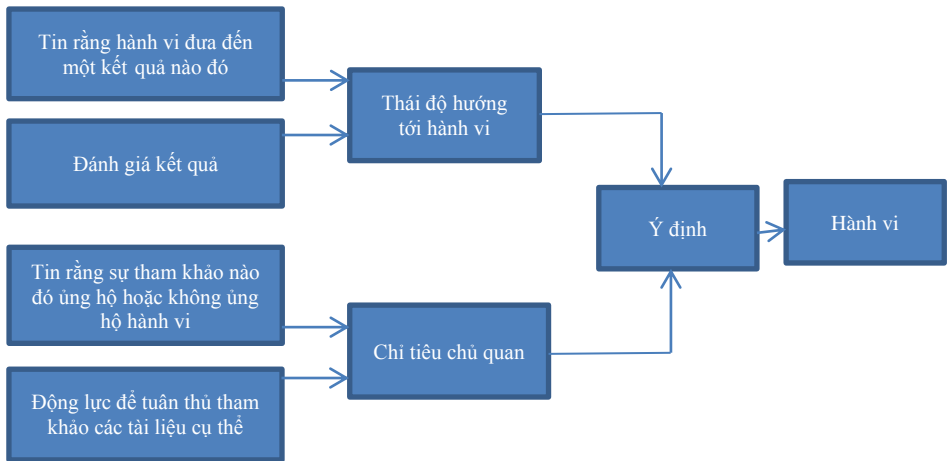 Tin rằng hành vi đưa đến
một kết quả nào đó
Đánh giá kết quả
Thái độ hướng
tới hành vi
Tin rằng sự tham khảo nào
đó ủng hộ hoặc không ủng
hộ hành vi
Động lực để tuân thủ tham
khảo các tài liệu cụ thể
Chỉ tiêu chủ quan
Ý định
Hành vi